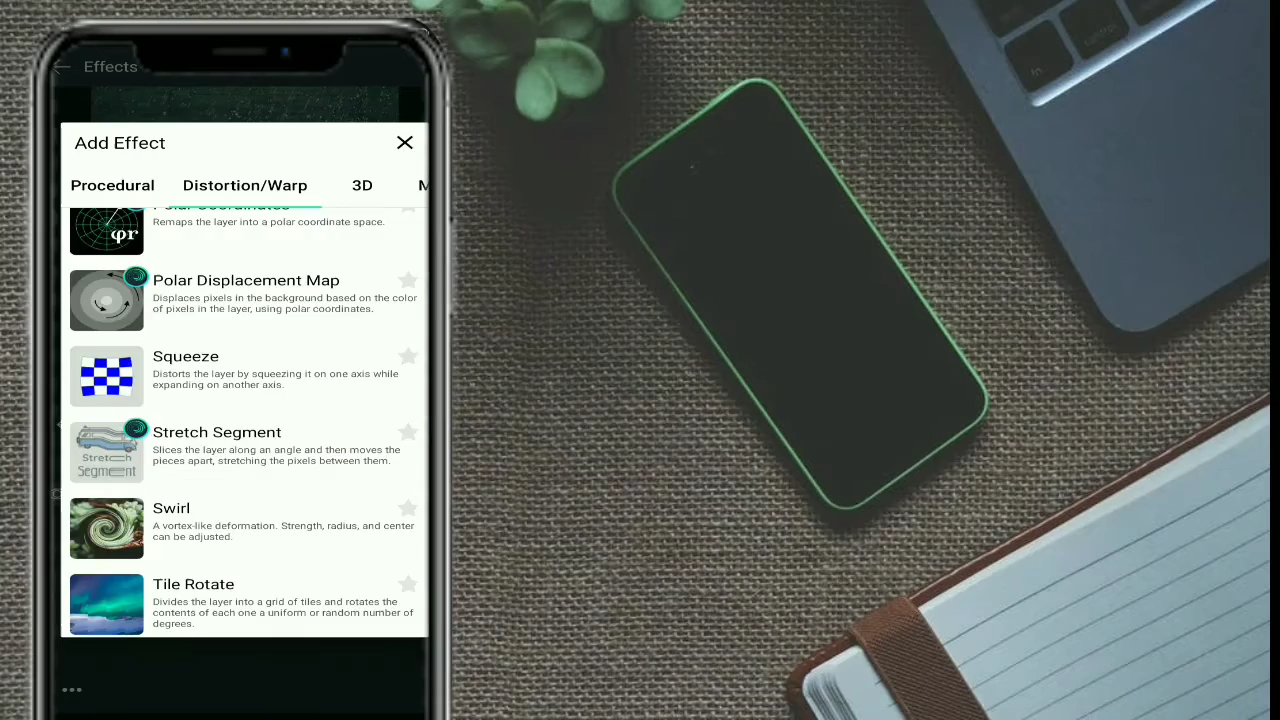 Effects
Add Effect
Procedural Distortion/Warp 3D M
Polar Coordinates
Remaps the layer into a polar coordinate space.
φr
Polar Displacement Map
Displaces pixels in the background based on the color
of pixels in the layer, using polar coordinates.
Squeeze
Distorts the layer by squeezing it on one axis while
expanding on another axis.
Stretch Segment
Slices the layer along an angle and then moves the
pieces apart, stretching the pixels between them.
Stretch
Segment
Swirl
A vortex-like deformation. Strength, radius, and center
can be adjusted.
Tile Rotate
Divides the layer into a grid of tiles and rotates the
contents of each one a uniform or random number of
degrees.
fn